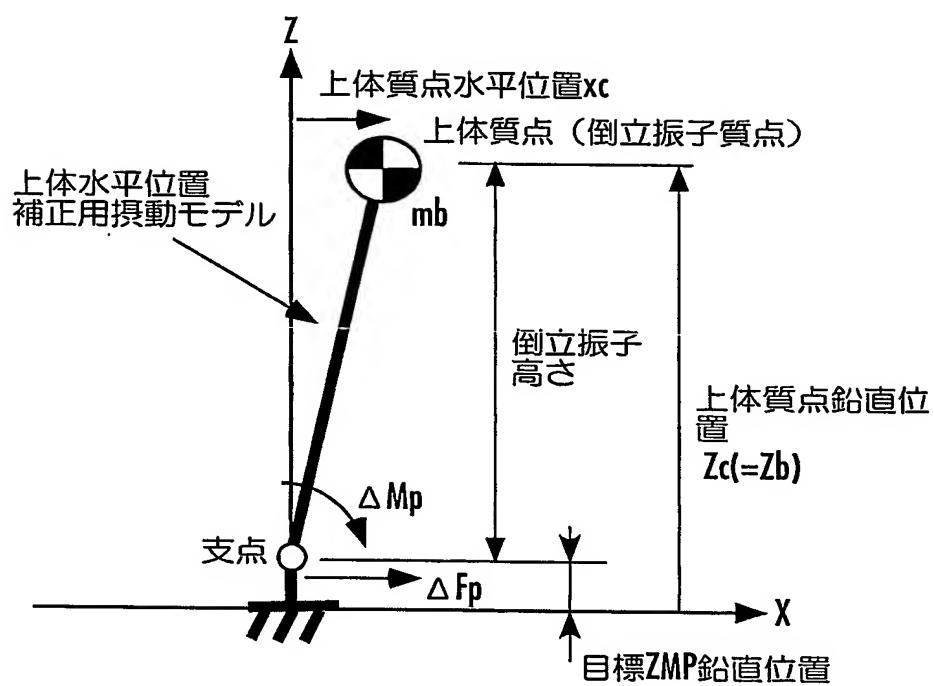 Z
上体質点水平位置xc
上体質点（倒立振子質点）
上体水平位置
補正用摂動モデル
mb
倒立振子
高さ
上体質点鉛直位
置
Zc(=Zb)
ΔMp
支点
ΔFp
X
目標ZMP鉛直位置